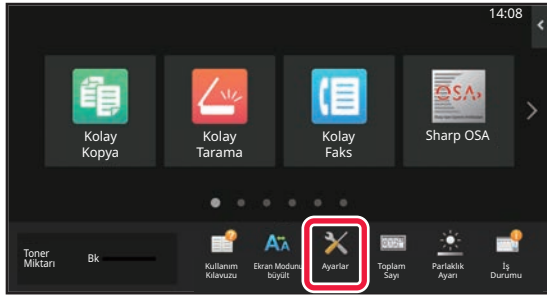 14:08
Kolay
Kopya
Kolay
Tarama
Kolay
Faks
OSA
Sharp OSA
Toner
Miktarı
Bk
Kullanım
Kılavuzu
Ekran Modunu
büyült
Ayarlar
Toplam
Sayı
Parlaklık
Ayarı
İş
Durumu